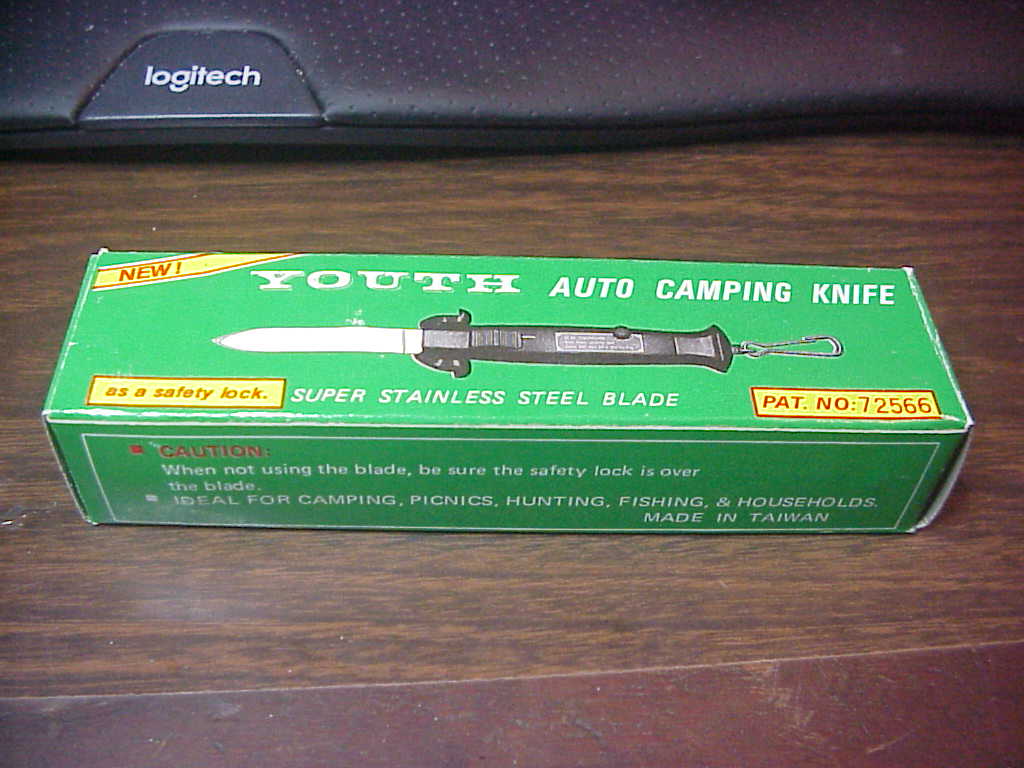 logitech
NEW!
YOUTH AUTO CAMPING KNIFE
as a safety lock.
SUPER STAINLESS STEEL BLADE
PAT. NO:72566
CAUTION:
When not using the blade, be sure the safety lock is over
the blade.
IDEAL FOR CAMPING, PICNICS, HUNTING, FISHING, & HOUSEHOLDS.
MADE IN TAIWAN